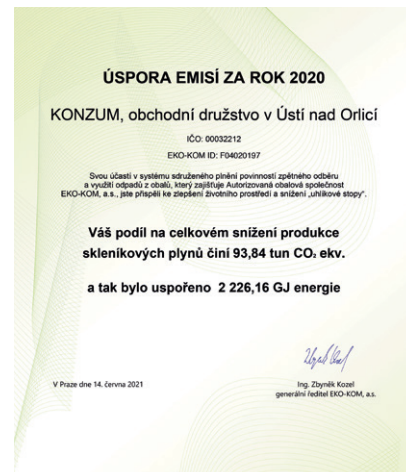 ÚSPORA EMISÍ ZA ROK 2020
KONZUM, obchodní družstvo v Ústí nad Orlicí
IČO: 00032212
EKO-KOM ID: F04020197
Svou účastí v systému sdruženého plnění povinností zpětného odběru
a využití odpadů z obalů, který zajišťuje Autorizovaná obalová společnost
EKO-KOM, a.s., jste přispěli ke zlepšení životního prostředí a snížení „uhlíkové stopy".
Váš podíl na celkovém snížení produkce
skleníkových plynů činí 93,84 tun CO₂ ekv.
a tak bylo uspořeno 2 226,16 GJ energie
V Praze dne 14. června 2021
Ing. Zbyněk Kozel
generální ředitel EKO-KOM, a.s.